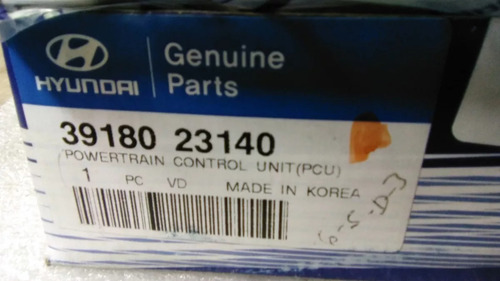 HYUNDAI
Genuine
Parts
39180 23140
POWERTRAIN CONTROL UNIT(PCU)
1 PC VD MADE IN KOREA